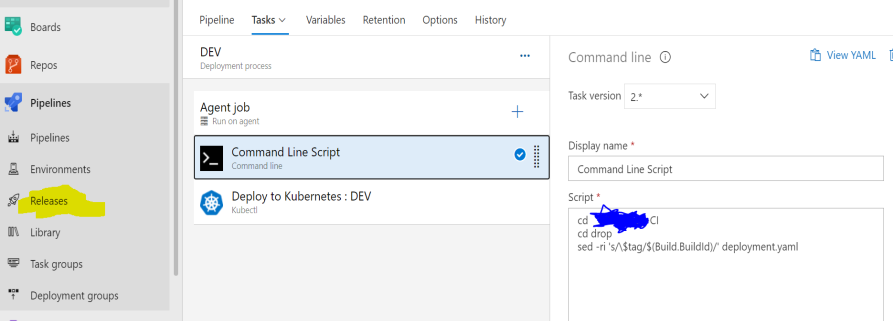 Boards
Repos
Pipelines
Pipelines
Environments
Releases
Library
Task groups
Deployment groups
Pipeline Tasks Variables Retention Options History
DEV
Deployment process
Agent job
Run on agent
Command Line Script
Command line
Deploy to Kubernetes : DEV
Kubectl
Command line
View YAML
Task version 2.*
Display name *
Command Line Script
Script *
cd CI
cd drop
sed -ri 's/\$tag/$(Build.BuildId)/' deployment.yaml